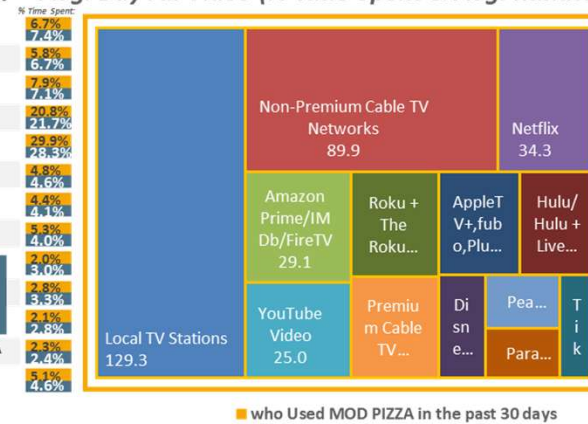 % Time Spent:
6.7%
7.4%
5.8%
6.7%
7.9%
7.1%
20.8%
21.7%
29.9%
28.3%
4.8%
4.6%
4.4%
4.1%
5.3%
4.0%
2.0%
3.0%
2.8%
3.3%
2.1%
2.8%
2.3%
2.4%
5.1%
4.6%
Local TV Stations
129.3
Non-Premium Cable TV
Networks
89.9
Netflix
34.3
Amazon
Prime/IM
Db/FireTV
29.1
Roku +
The
Roku...
AppleT
V+,fub
o,Plu...
Hulu/
Hulu +
Live...
YouTube
Video
25.0
Premiu
m Cable
TV...
Di
sn
e...
Pea...
Para...
T
i
k
who Used MOD PIZZA in the past 30 days